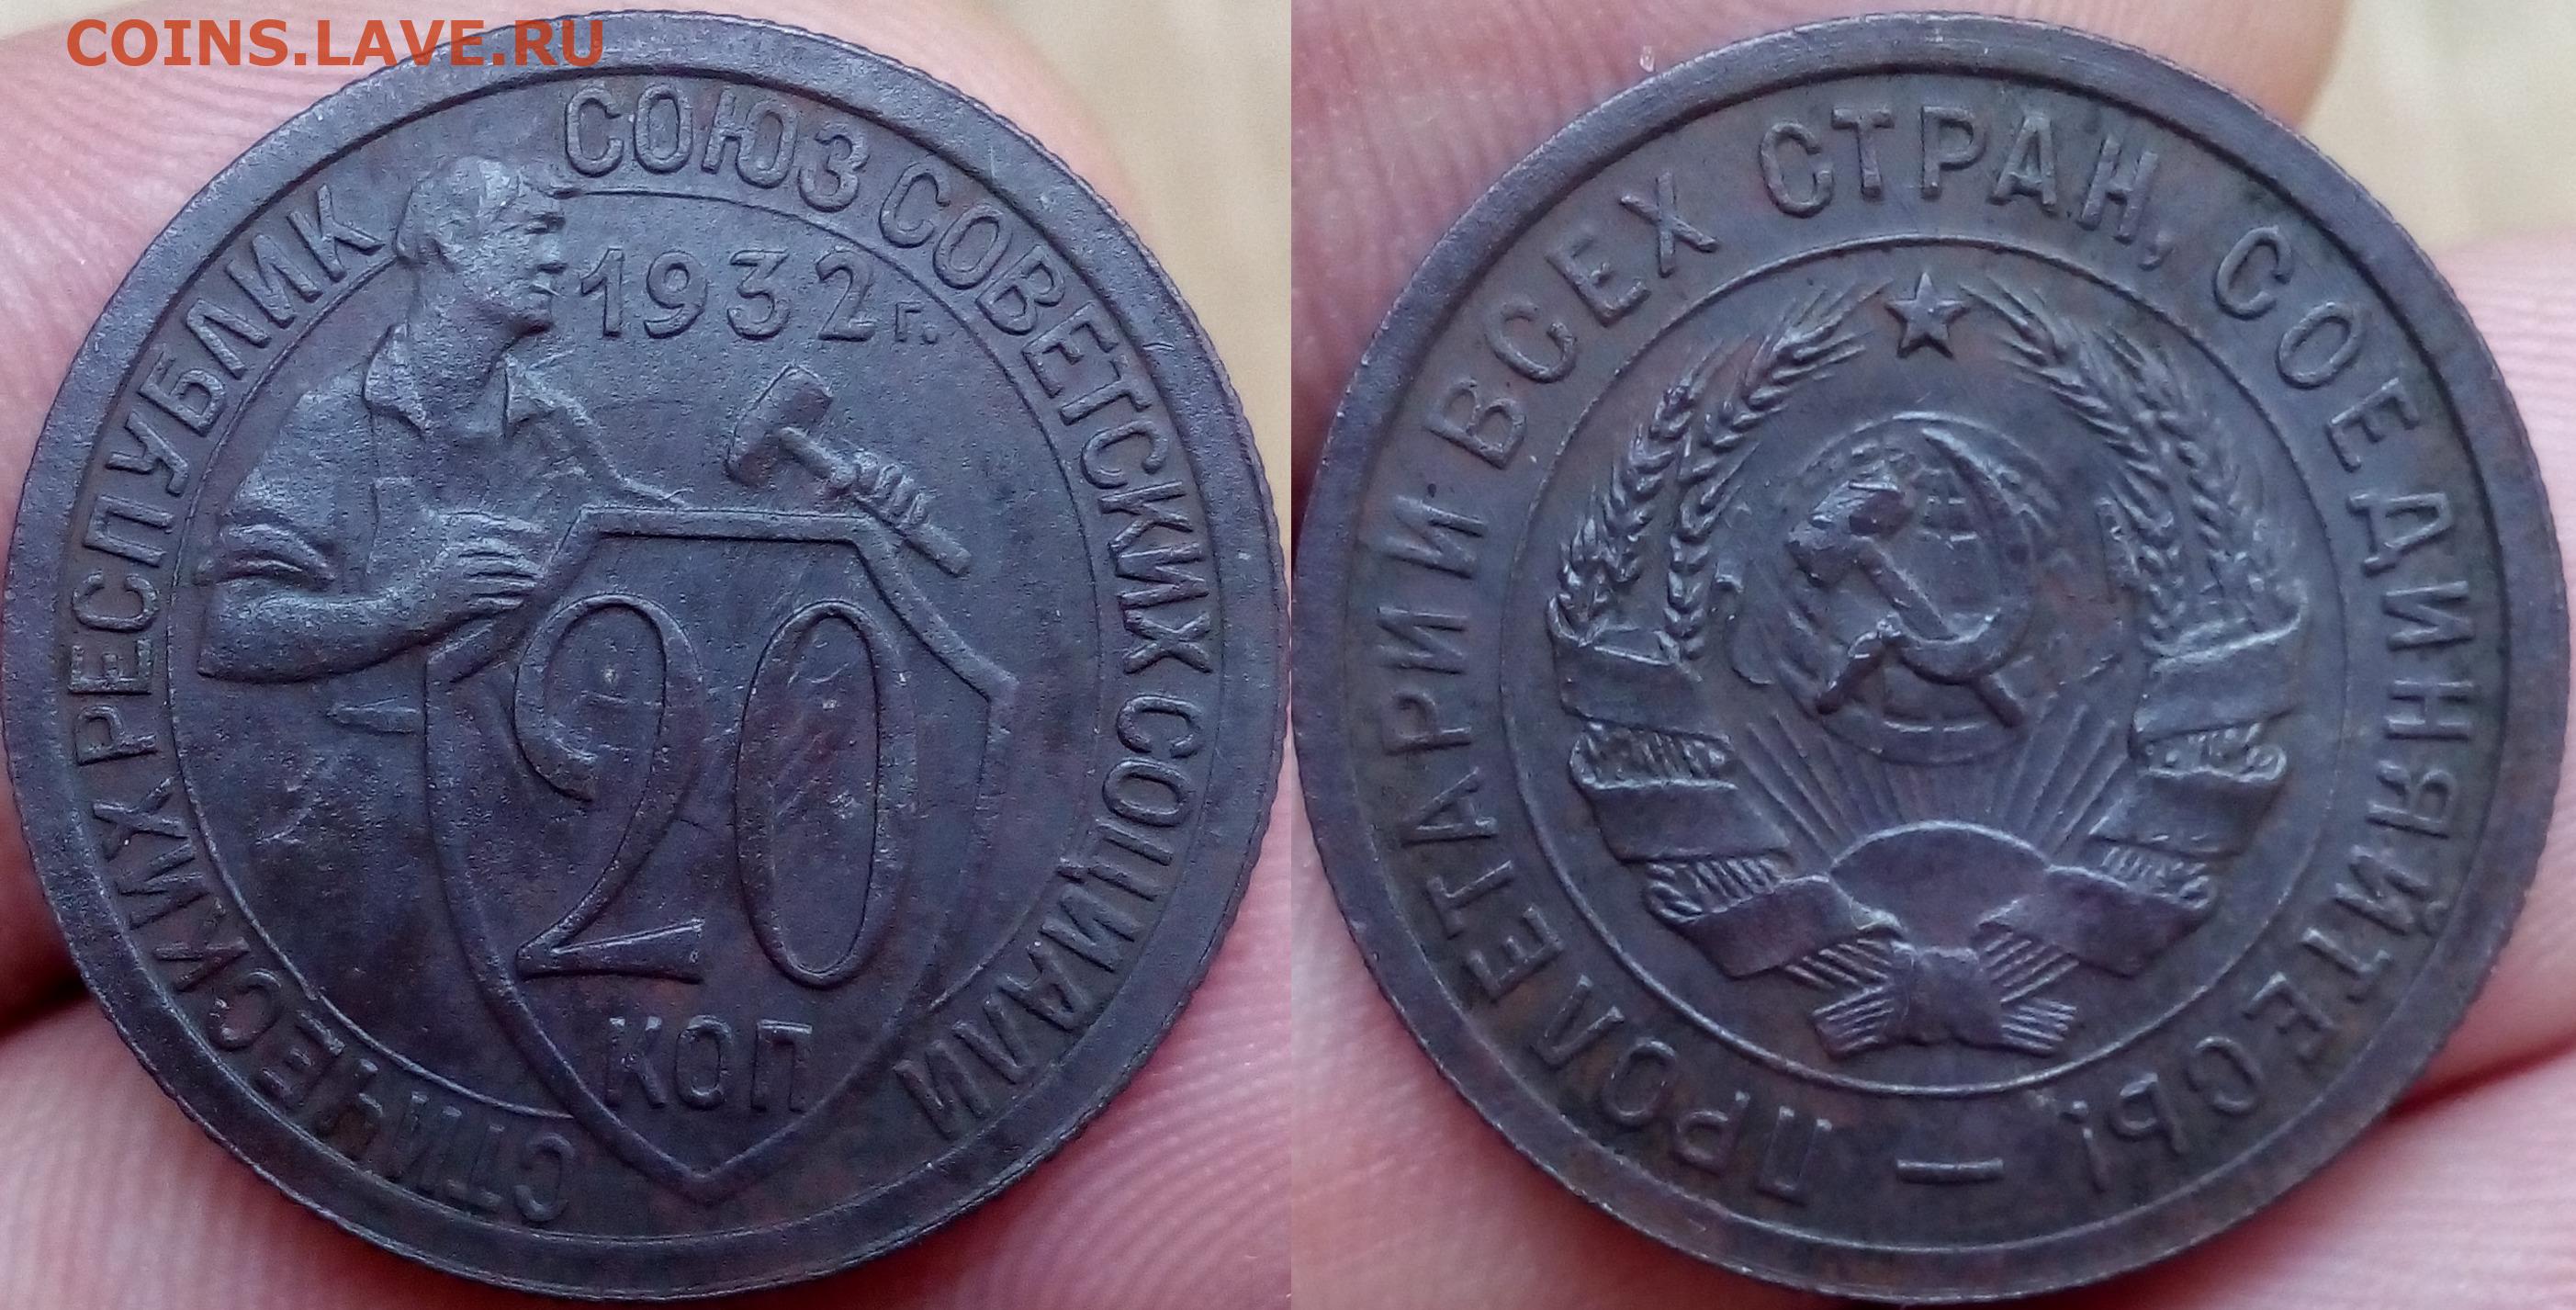 COINS.LAVE.RU
СОЮЗ СОВЕТСКИХ СОЦИАЛИСТИЧЕСКИХ РЕСПУБЛИК
1932 г.
20
КОП
ПРОЛЕТАРИИ ВСЕХ СТРАН, СОЕДИНЯЙТЕСЬ!